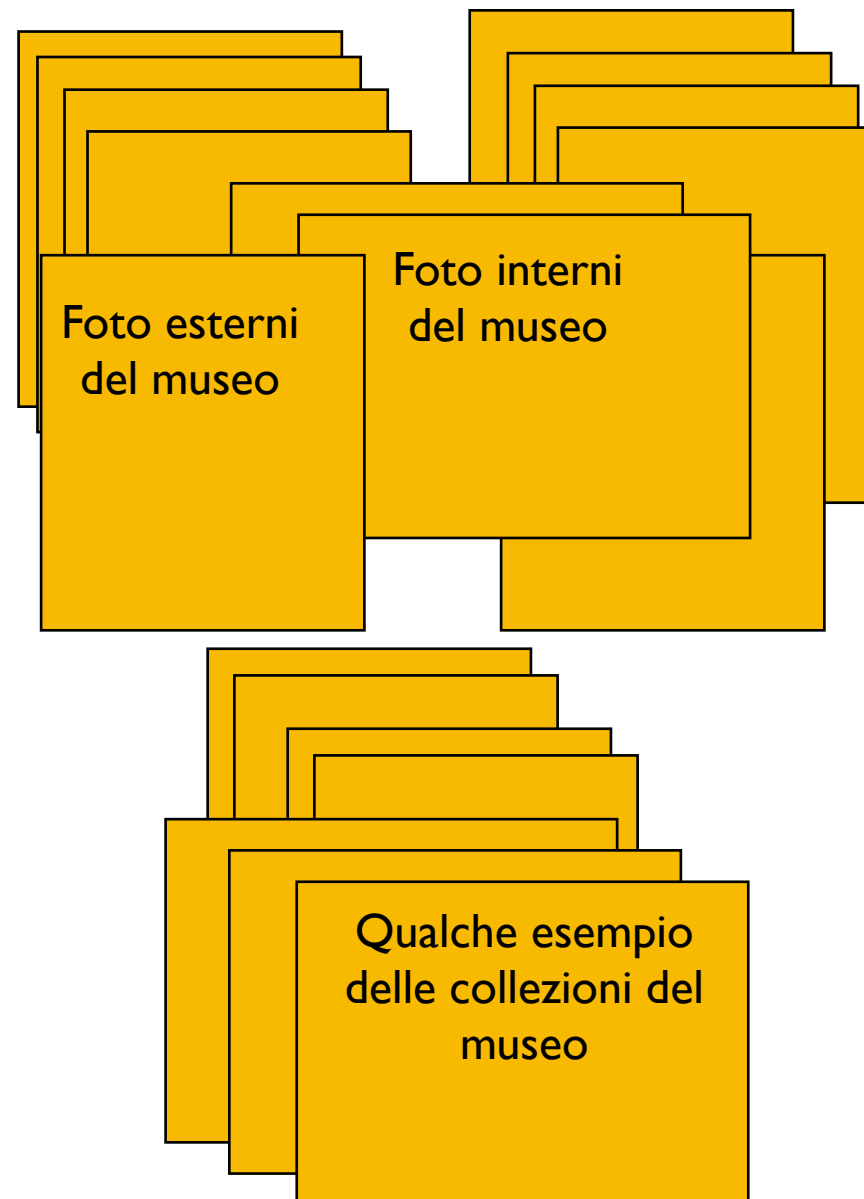 Foto esterni
del museo
Foto interni
del museo
Qualche esempio
delle collezioni del
museo